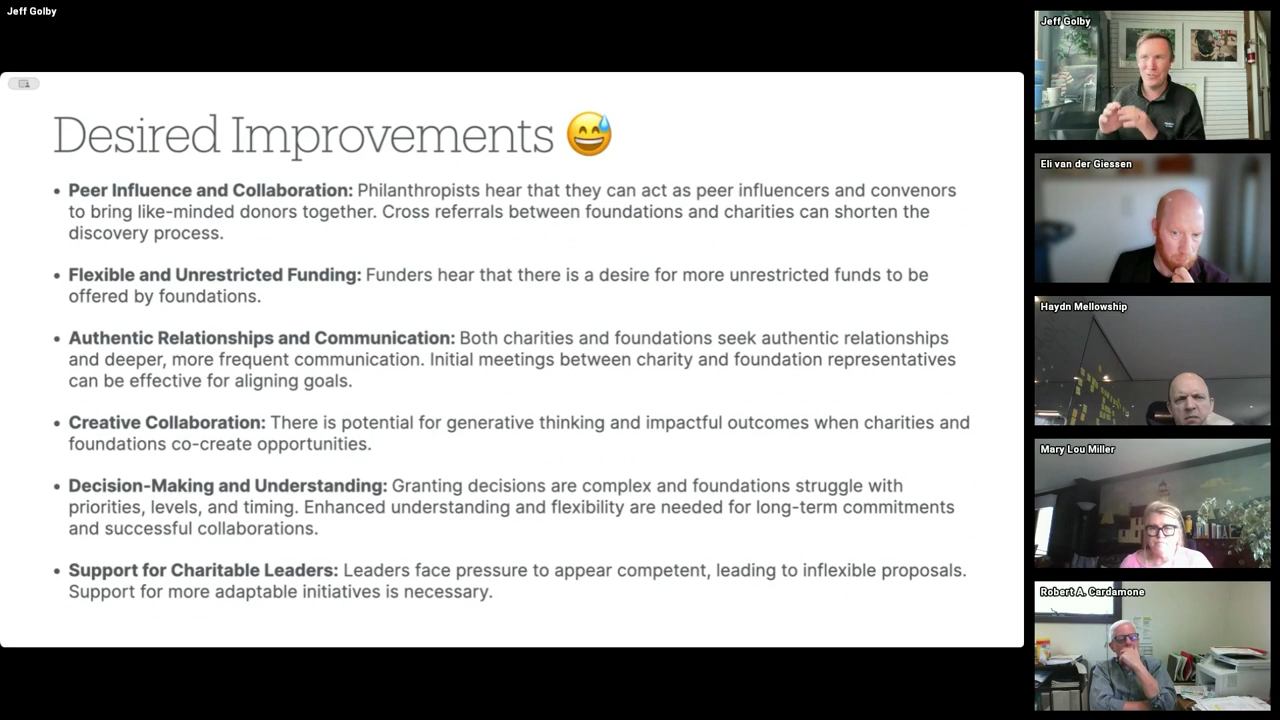 Jeff Golby
Desired Improvements 😅
• Peer Influence and Collaboration: Philanthropists hear that they can act as peer influencers and convenors
to bring like-minded donors together. Cross referrals between foundations and charities can shorten the
discovery process.
• Flexible and Unrestricted Funding: Funders hear that there is a desire for more unrestricted funds to be
offered by foundations.
• Authentic Relationships and Communication: Both charities and foundations seek authentic relationships
and deeper, more frequent communication. Initial meetings between charity and foundation representatives
can be effective for aligning goals.
• Creative Collaboration: There is potential for generative thinking and impactful outcomes when charities and
foundations co-create opportunities.
• Decision-Making and Understanding: Granting decisions are complex and foundations struggle with
priorities, levels, and timing. Enhanced understanding and flexibility are needed for long-term commitments
and successful collaborations.
• Support for Charitable Leaders: Leaders face pressure to appear competent, leading to inflexible proposals.
Support for more adaptable initiatives is necessary.
Jeff Golby
Eli van der Giessen
Haydn Mellowship
Mary Lou Miller
Robert A. Cardamone